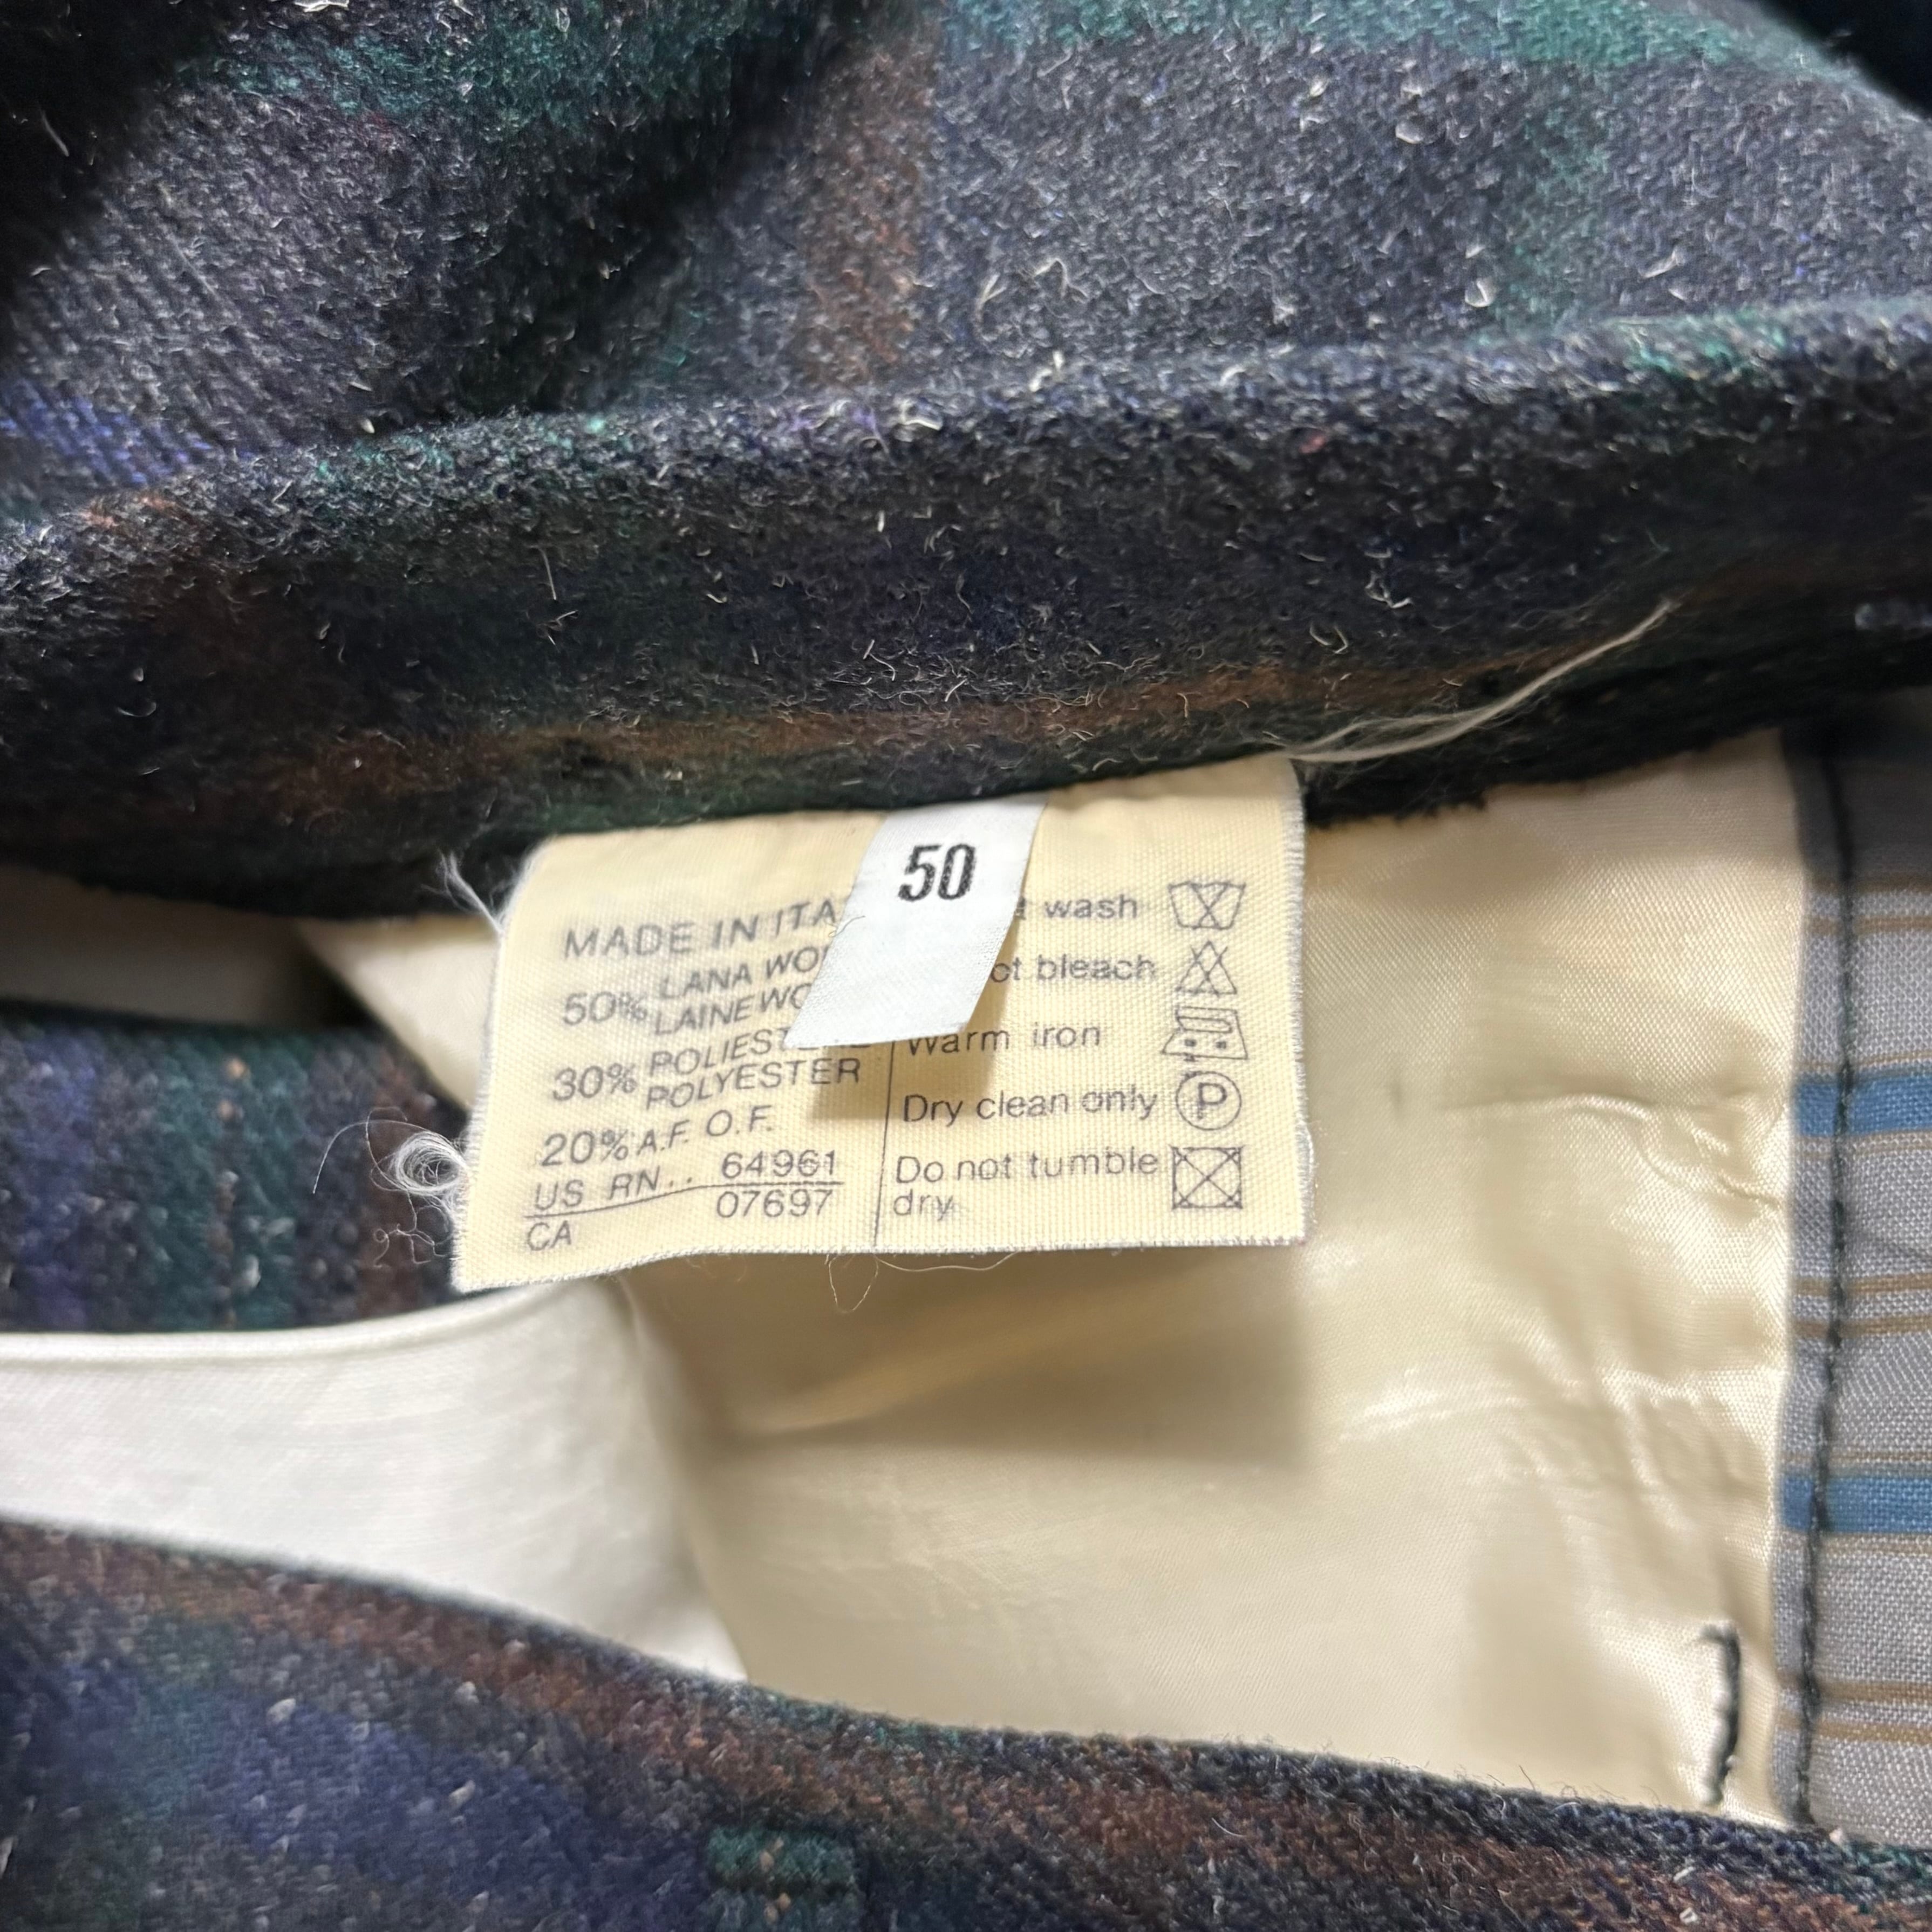 50
MADE IN ITA
50% LANA WO
LAINE WO
30% POLIEST
POLYESTER
20% A.F. O.F.
US RN.. 64961
CA 07697
wash
bleach
Warm iron
Dry clean only
P
Do not tumble
dry